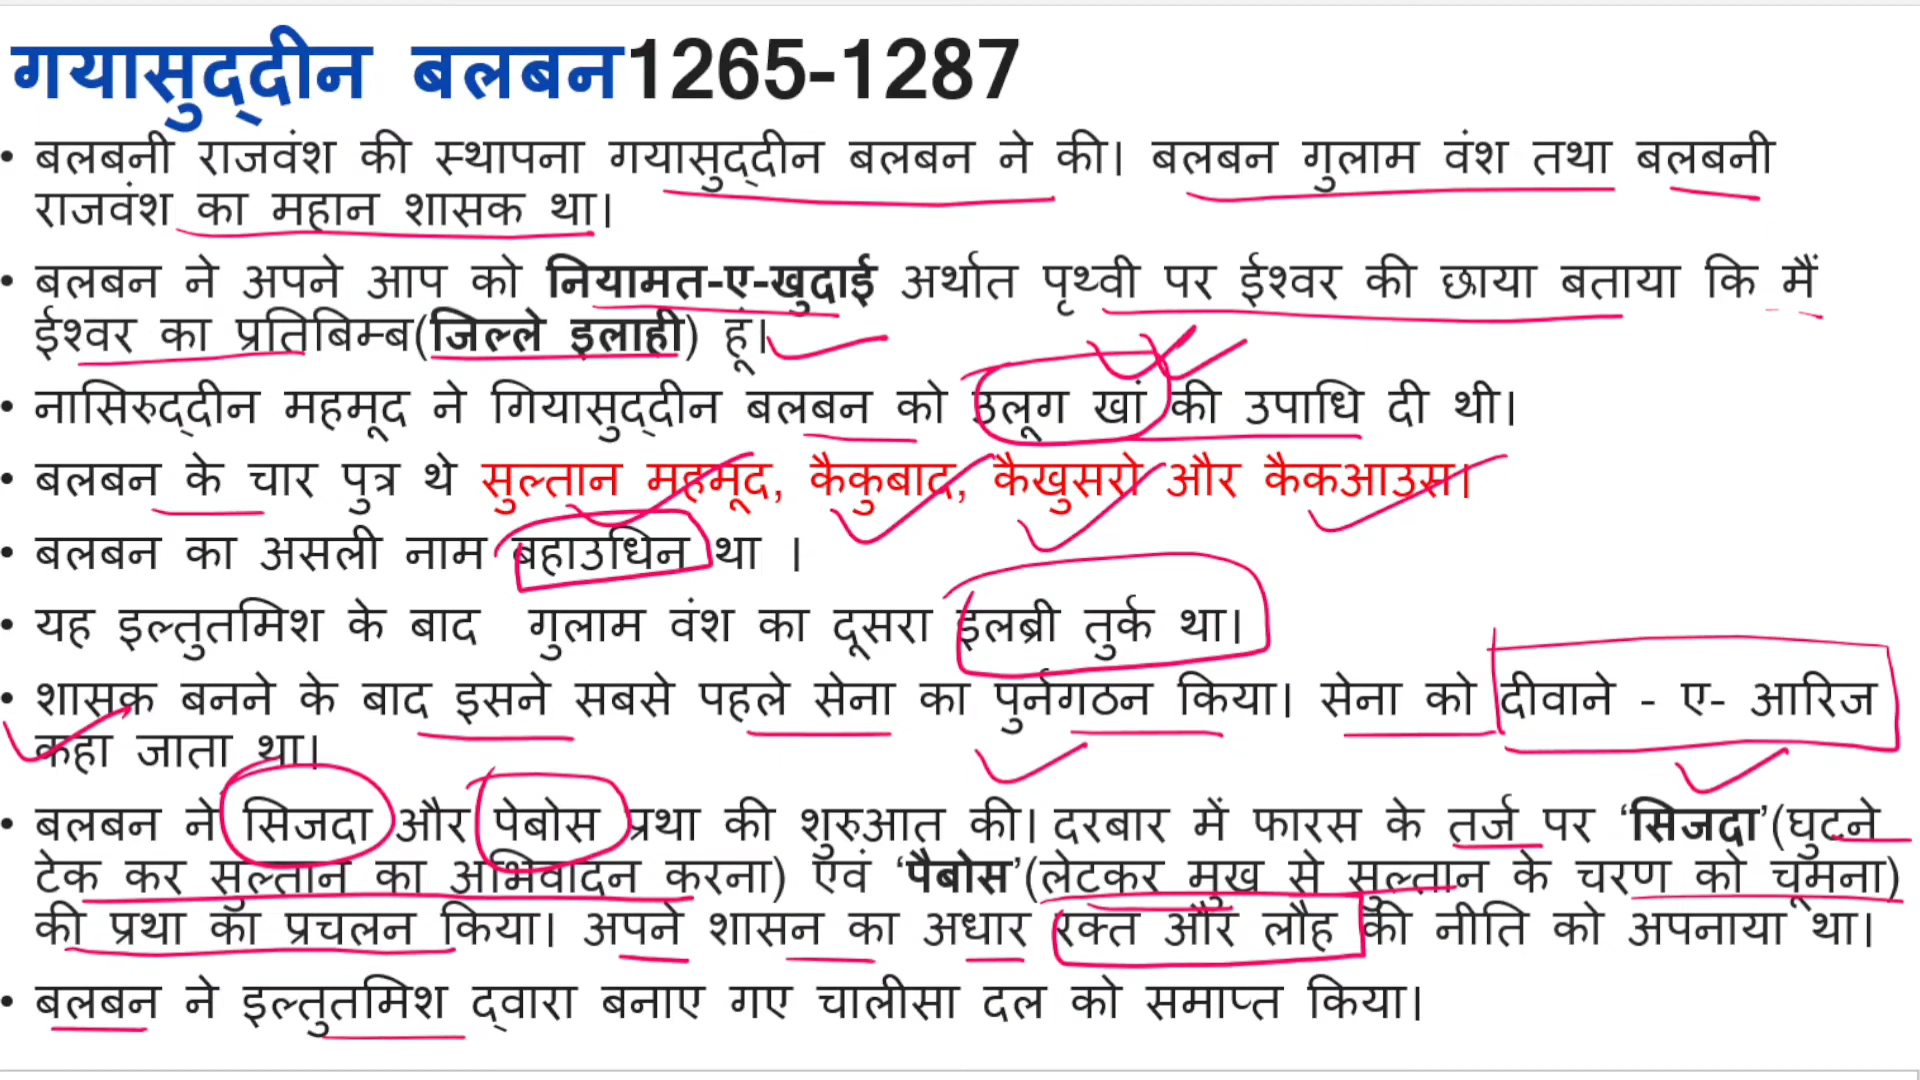 गयासुद्दीन बलबन1265-1287
• बलबनी राजवंश की स्थापना गयासुद्दीन बलबन ने की। बलबन गुलाम वंश तथा बलबनी
राजवंश का महान शासक था।
• बलबन ने अपने आप को नियामत-ए-खुदाई अर्थात पृथ्वी पर ईश्वर की छाया बताया कि मैं
ईश्वर का प्रतिबिम्ब(जिल्ले इलाही) हूं।
• नासिरुद्दीन महमूद ने गियासुद्दीन बलबन को उलूग खां की उपाधि दी थी।
• बलबन के चार पुत्र थे सुल्तान महमूद, कैकुबाद, कैखुसरो और कैकआउस।
• बलबन का असली नाम बहाउधिन था ।
• यह इल्तुतमिश के बाद गुलाम वंश का दूसरा इलब्री तुर्क था।
• शासक बनने के बाद इसने सबसे पहले सेना का पुर्नगठन किया। सेना को दीवाने - ए- आरिज
कहा जाता था।
• बलबन ने सिजदा और पेबोस प्रथा की शुरुआत की। दरबार में फारस के तर्ज पर ‘सिजदा’(घुटने
टेक कर सुल्तान का अभिवादन करना) एवं ‘पैबोस’(लेटकर मुख से सुल्तान के चरण को चूमना)
की प्रथा का प्रचलन किया। अपने शासन का अधार रक्त और लौह की नीति को अपनाया था।
• बलबन ने इल्तुतमिश द्वारा बनाए गए चालीसा दल को समाप्त किया।